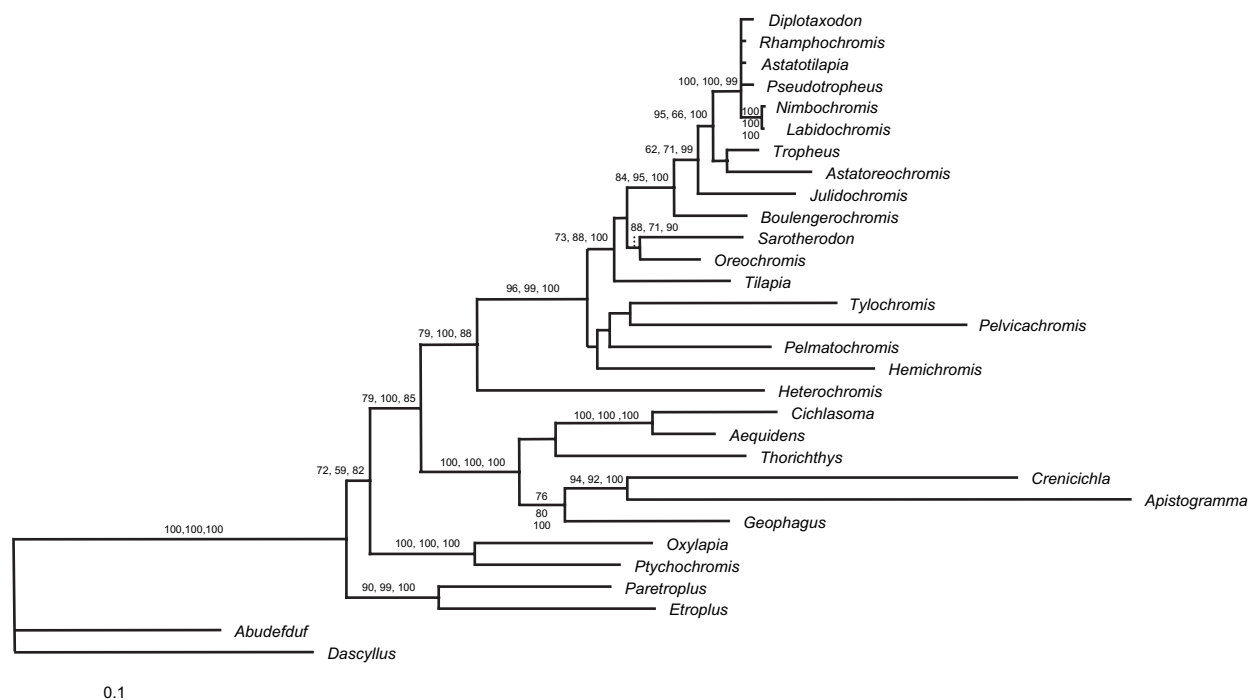 Diplotaxodon
Rhamphochromis
Astatotilapia
100, 100, 99
Pseudotropheus
Nimbochromis
100
95, 66, 100
100
Labidochromis
100
Tropheus
62, 71, 99
Astatoreochromis
84, 95, 100
Julidochromis
Boulengerochromis
88, 71, 90
73, 88, 100
Sarotherodon
Oreochromis
Tilapia
96, 99, 100
Tylochromis
Pelvicachromis
79, 100, 88
Pelmatochromis
Hemichromis
Heterochromis
79, 100, 85
100, 100 ,100
Cichlasoma
Aequidens
Thorichthys
100, 100, 100
72, 59, 82
94, 92, 100
Crenicichla
76
Apistogramma
80
100
Geophagus
100,100,100
100, 100, 100
Oxylapia
Ptychochromis
90, 99, 100
Paretroplus
Etroplus
Abudefduf
Dascyllus
0.1